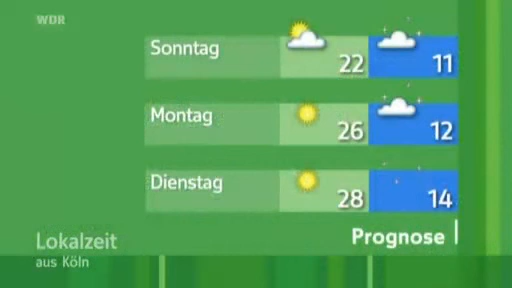 WDR
Sonntag 22 11
Montag 26 12
Dienstag 28 14
Prognose
Lokalzeit
aus Köln